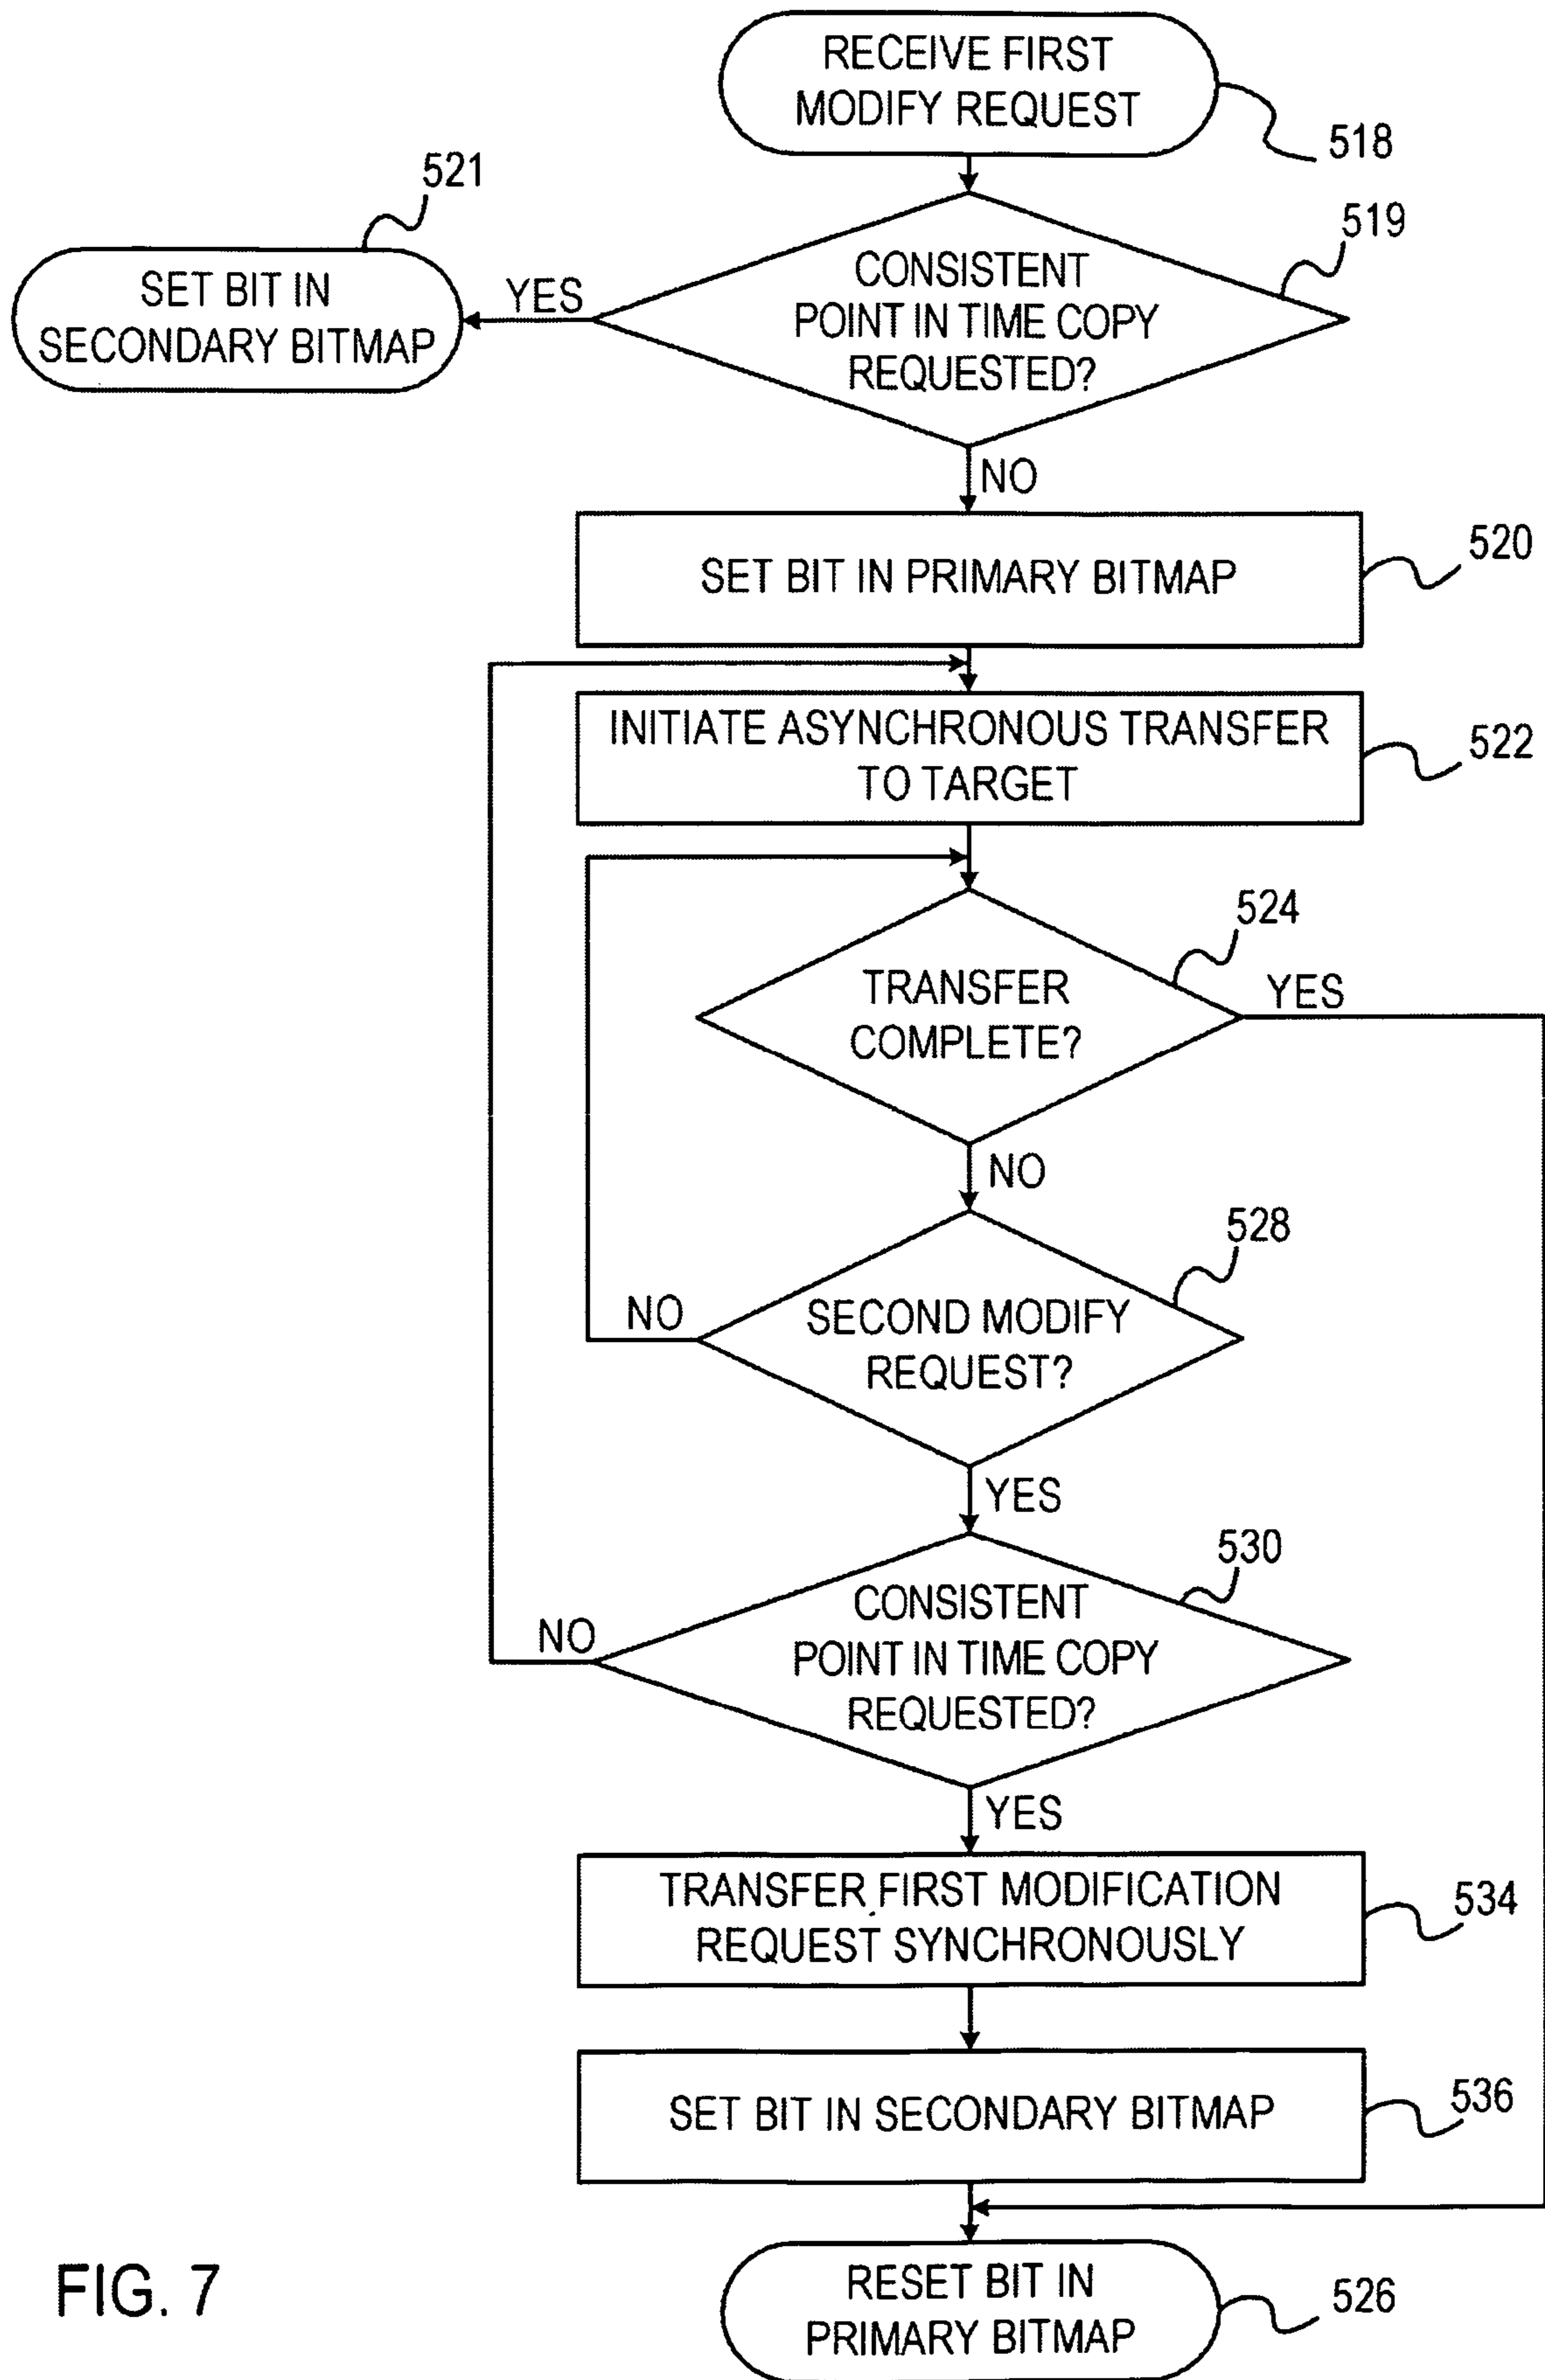 RECEIVE FIRST
MODIFY REQUEST
518
521
519
SET BIT IN
SECONDARY BITMAP
YES
CONSISTENT
POINT IN TIME COPY
REQUESTED?
NO
SET BIT IN PRIMARY BITMAP
520
INITIATE ASYNCHRONOUS TRANSFER
TO TARGET
522
524
TRANSFER
COMPLETE?
YES
NO
528
NO
SECOND MODIFY
REQUEST?
YES
530
NO
CONSISTENT
POINT IN TIME COPY
REQUESTED?
YES
TRANSFER FIRST MODIFICATION
REQUEST SYNCHRONOUSLY
534
SET BIT IN SECONDARY BITMAP
536
RESET BIT IN
PRIMARY BITMAP
526
FIG. 7